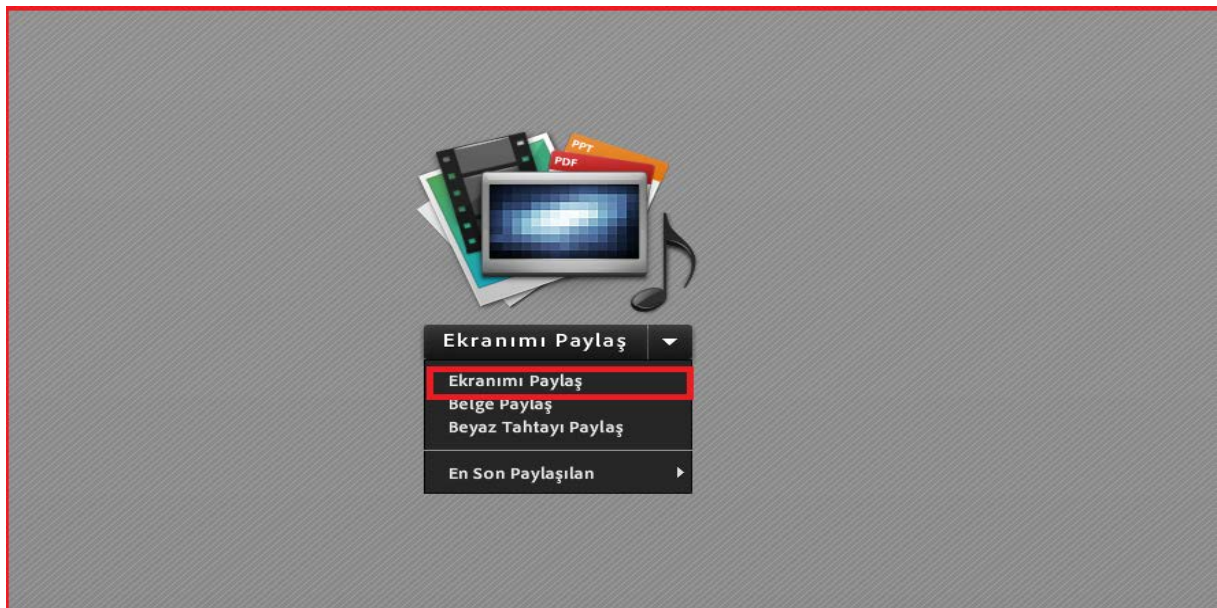 PPT
PDF
Ekranımı Paylaş
Ekranımı Paylaş
Belge Paylaş
Beyaz Tahtayı Paylaş
En Son Paylaşılan